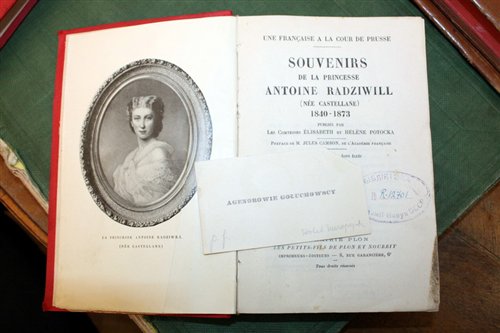 LA PRINCESSE ANTOINE RADZIWILL
(NÉE CASTELLANE)
UNE FRANÇAISE A LA COUR DE PRUSSE
SOUVENIRS
DE LA PRINCESSE
ANTOINE RADZIWILL
(NÉE CASTELLANE)
1840-1873
PUBLIÉS PAR
LES COMTESSES ÉLISABETH ET HÉLÈNE POTOCKA
PRÉFACE DE M. JULES CAMBON, DE L'ACADÉMIE FRANÇAISE
AGENOROWIE GOŁUCHOWSCY
p. f.
PLON
LES PETITS-FILS DE PLON ET NOURRIT
IMPRIMEURS-ÉDITEURS — 8, RUE GARANCIÈRE, 6e
Tous droits réservés